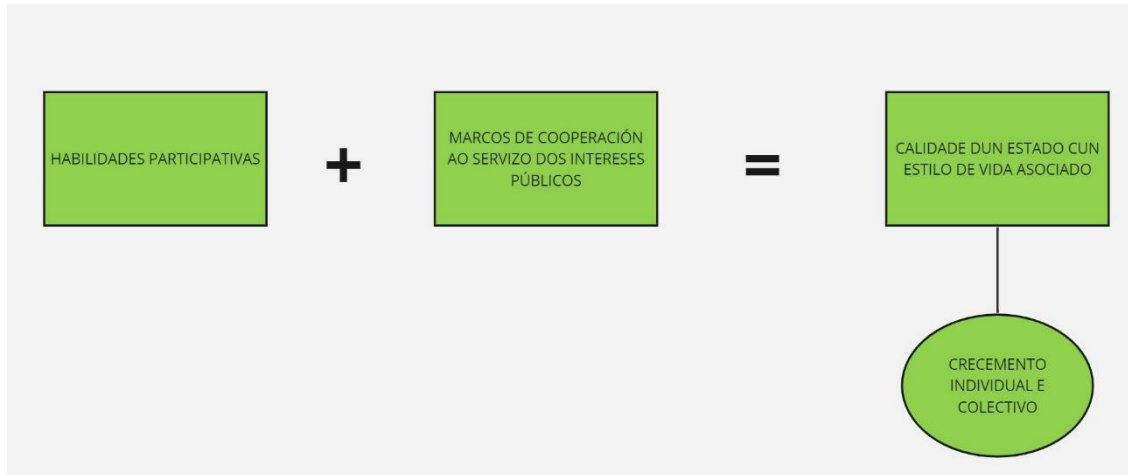 HABILIDADES PARTICIPATIVAS
+
MARCOS DE COOPERACIÓN
AO SERVIZO DOS INTERESES
PÚBLICOS
=
CALIDADE DUN ESTADO CUN
ESTILO DE VIDA ASOCIADO
CRECEMENTO
INDIVIDUAL E
COLECTIVO